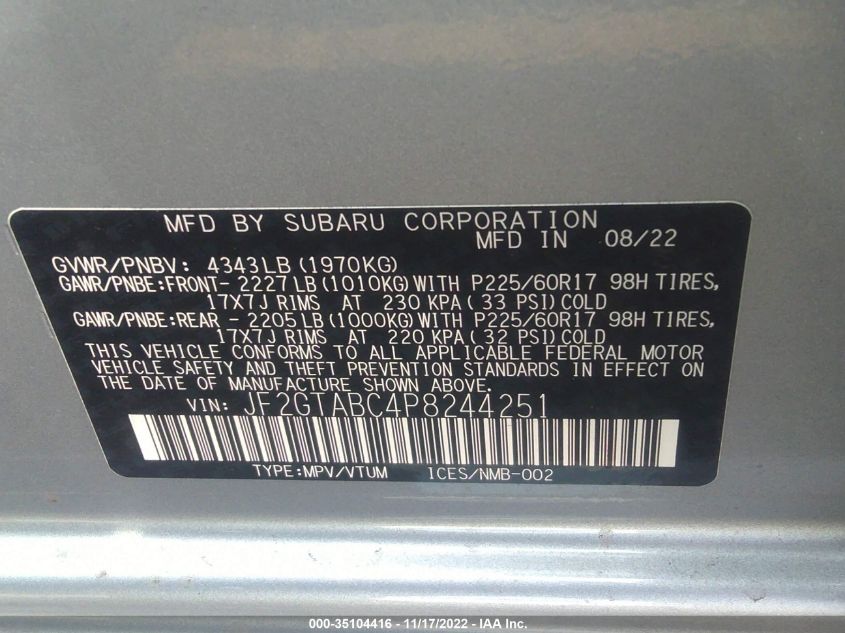 MFD BY SUBARU CORPORATION
MFD IN 08/22
GVWR/PNBV: 4343LB (1970KG)
GAWR/PNBE:FRONT- 2227 LB (1010KG) WITH P225/60R17 98H TIRES,
17X7J RIMS AT 230 KPA ( 33 PSI) COLD
GAWR/PNBE:REAR - 2205 LB (1000KG) WITH P225/60R17 98H TIRES,
17X7J RIMS AT 220 KPA ( 32 PSI) COLD
THIS VEHICLE CONFORMS TO ALL APPLICABLE FEDERAL MOTOR
VEHICLE SAFETY AND THEFT PREVENTION STANDARDS IN EFFECT ON
THE DATE OF MANUFACTURE SHOWN ABOVE.
VIN: JF2GTABC4P8244251
TYPE:MPV/VTUM ICES/NMB-002
000-35104416 - 11/17/2022 - IAA Inc.